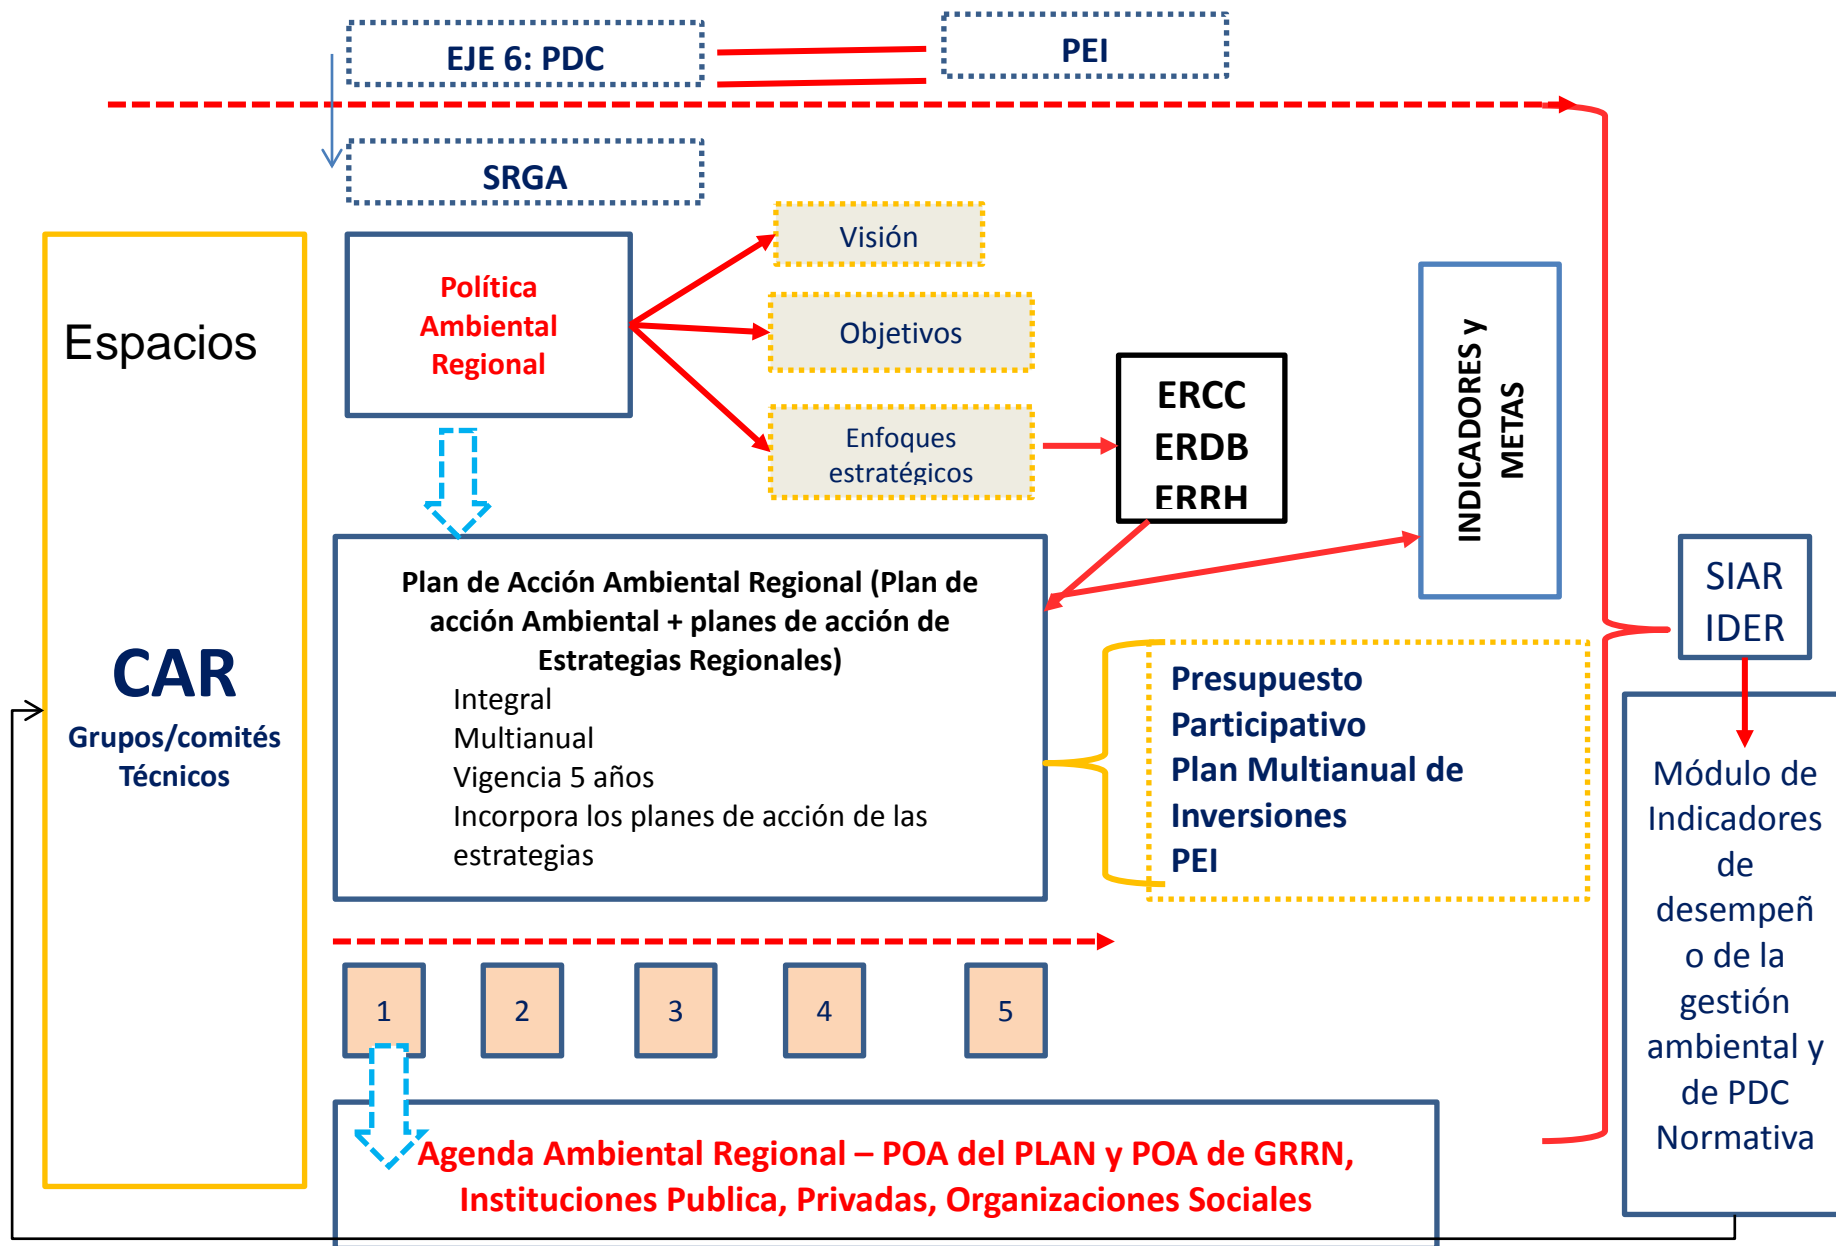 EJE 6: PDC
PEI
SRGA
Espacios
CAR
Grupos/comités
Técnicos
Política
Ambiental
Regional
Visión
Objetivos
Enfoques
estratégicos
ERCC
ERDB
ERRH
INDICADORES y
METAS
Plan de Acción Ambiental Regional (Plan de
acción Ambiental + planes de acción de
Estrategias Regionales)
Integral
Multianual
Vigencia 5 años
Incorpora los planes de acción de las
estrategias
Presupuesto
Participativo
Plan Multianual de
Inversiones
PEI
SIAR
IDER
Módulo de
Indicadores
de
desempeñ
o de la
gestión
ambiental y
de PDC
Normativa
1
2
3
4
5
Agenda Ambiental Regional – POA del PLAN y POA de GRRN,
Instituciones Publica, Privadas, Organizaciones Sociales